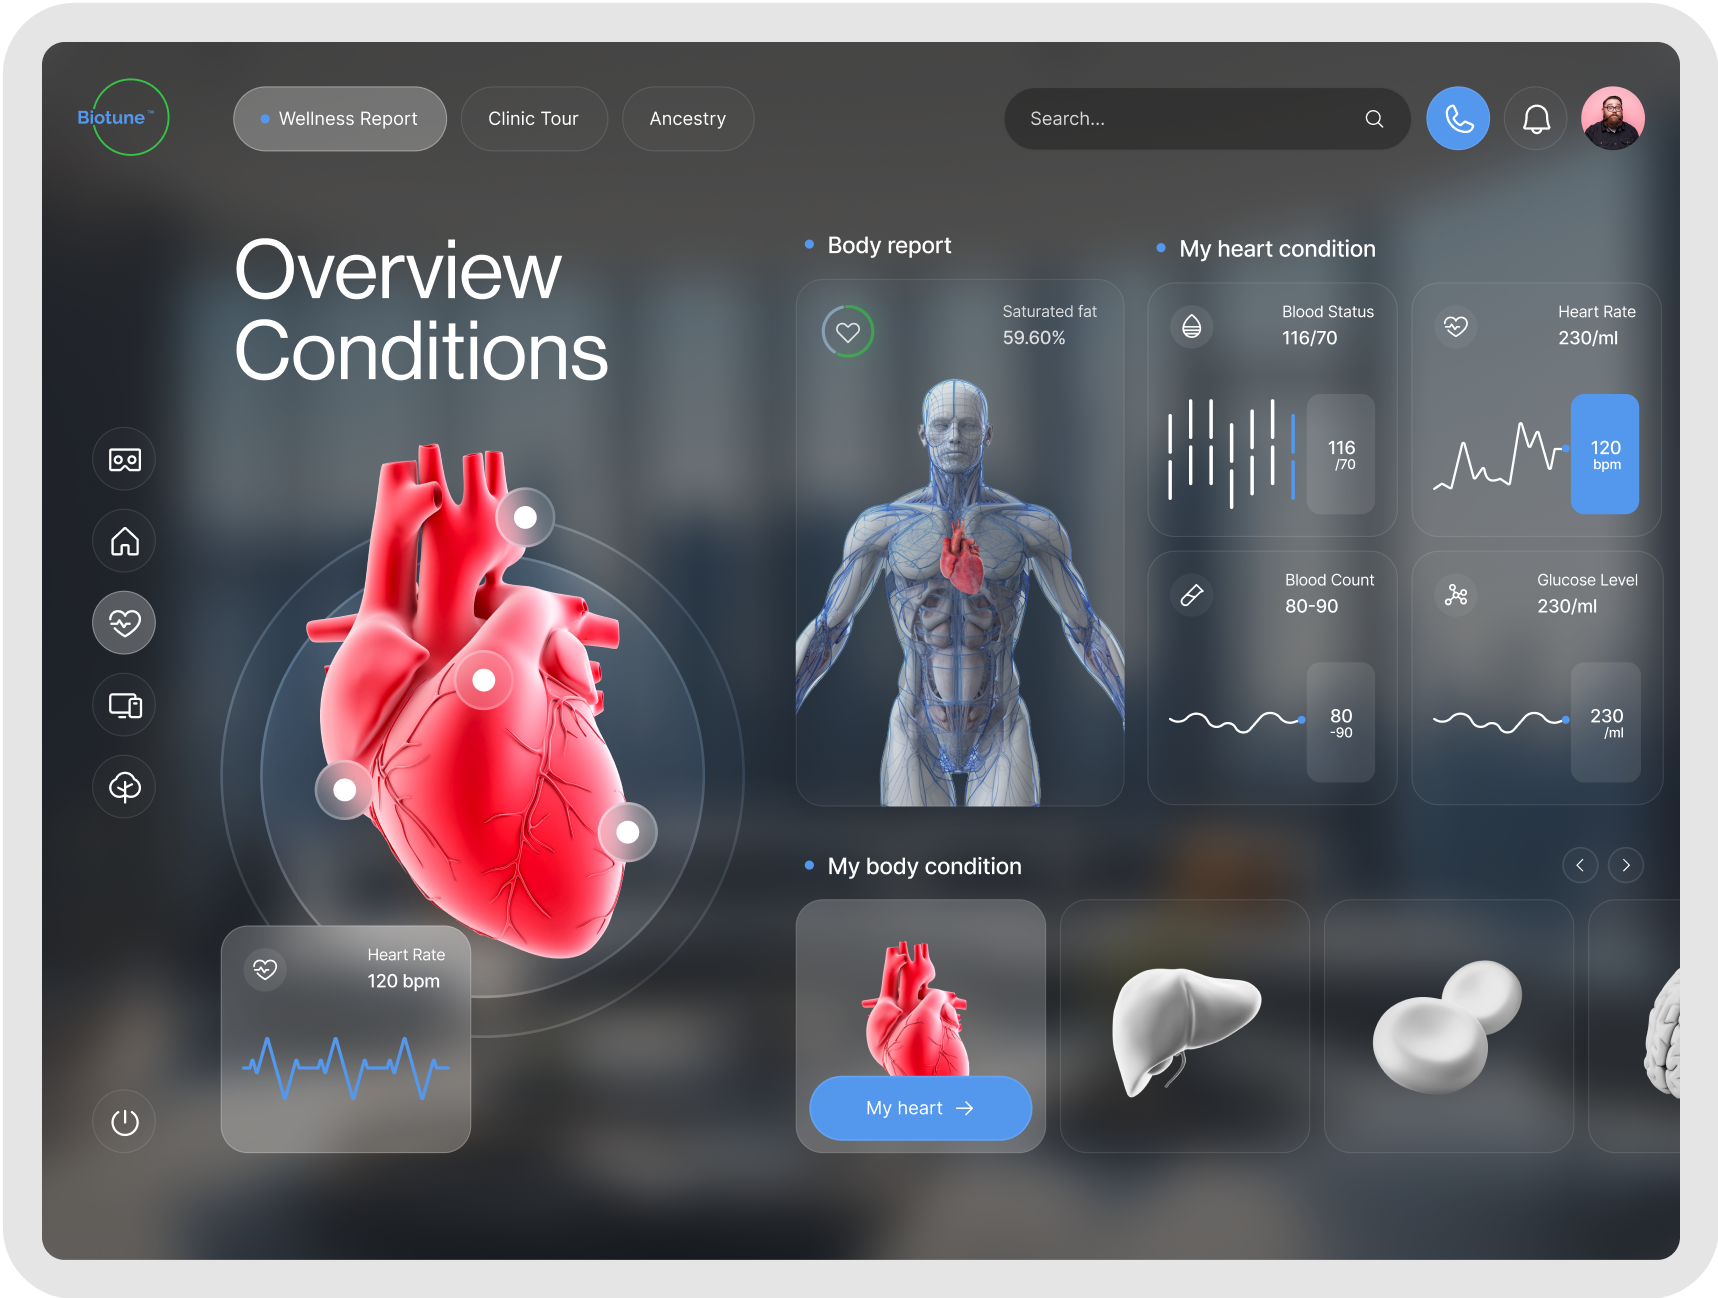 Biotune™
Wellness Report
Clinic Tour
Ancestry
Search...
Overview
Conditions
Heart Rate
120 bpm
Body report
Saturated fat
59.60%
My heart condition
Blood Status
116/70
116
/70
Heart Rate
230/ml
120
bpm
Blood Count
80-90
80
-90
Glucose Level
230/ml
230
/ml
My body condition
My heart